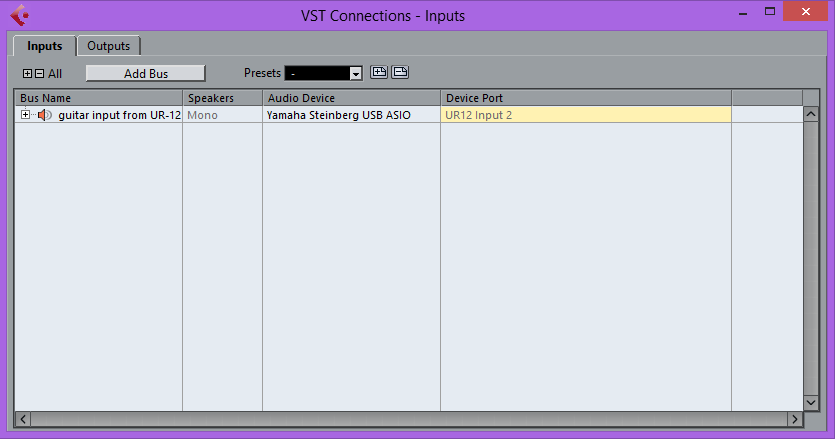 VST Connections - Inputs
Inputs Outputs
All Add Bus Presets -
Bus Name Speakers Audio Device Device Port
guitar input from UR-12 Mono Yamaha Steinberg USB ASIO UR12 Input 2